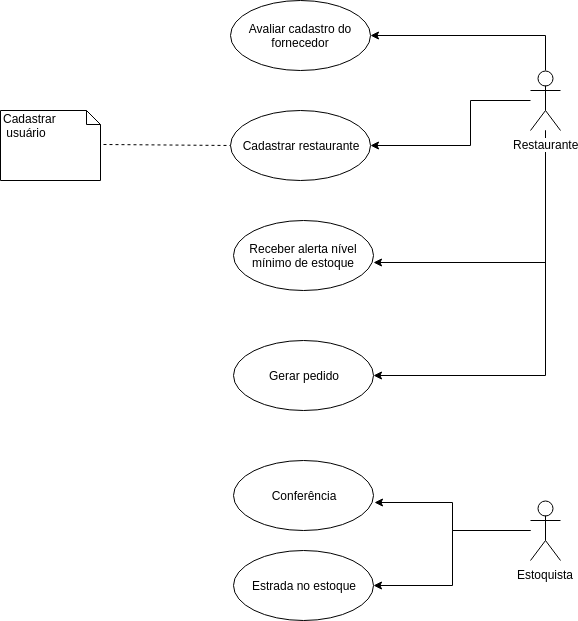 Avaliar cadastro do
fornecedor
Cadastrar
usuário
Cadastrar restaurante
Restaurante
Receber alerta nível
mínimo de estoque
Gerar pedido
Conferência
Estrada no estoque
Estoquista